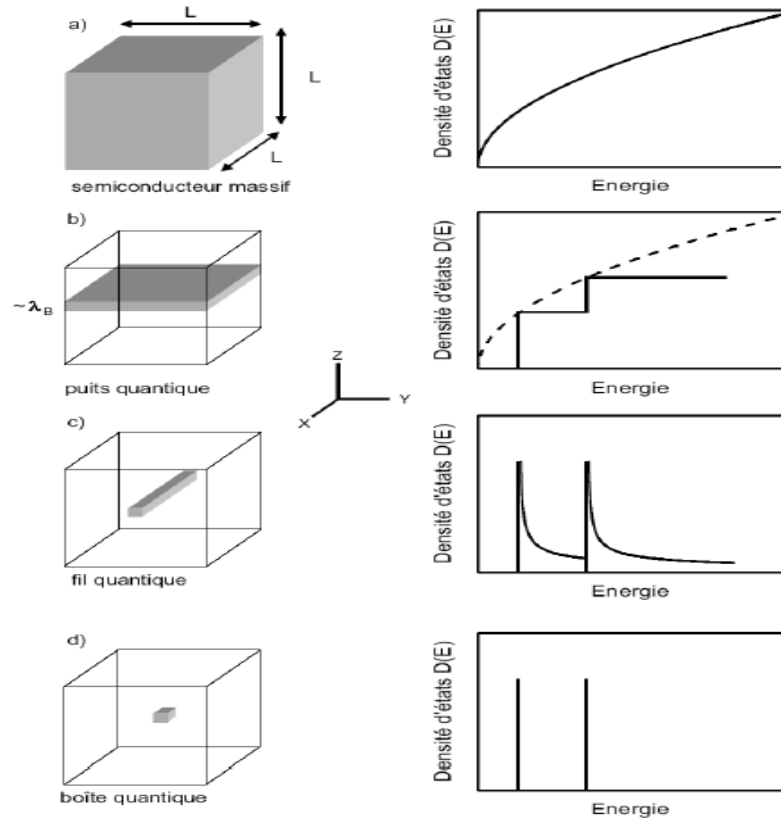 a)
L
L
L
semiconducteur massif
Densité d'états D(E)
Energie
b)
~λB
puits quantique
Densité d'états D(E)
Energie
Z
Y
X
c)
fil quantique
Densité d'états D(E)
Energie
d)
boîte quantique
Densité d'états D(E)
Energie